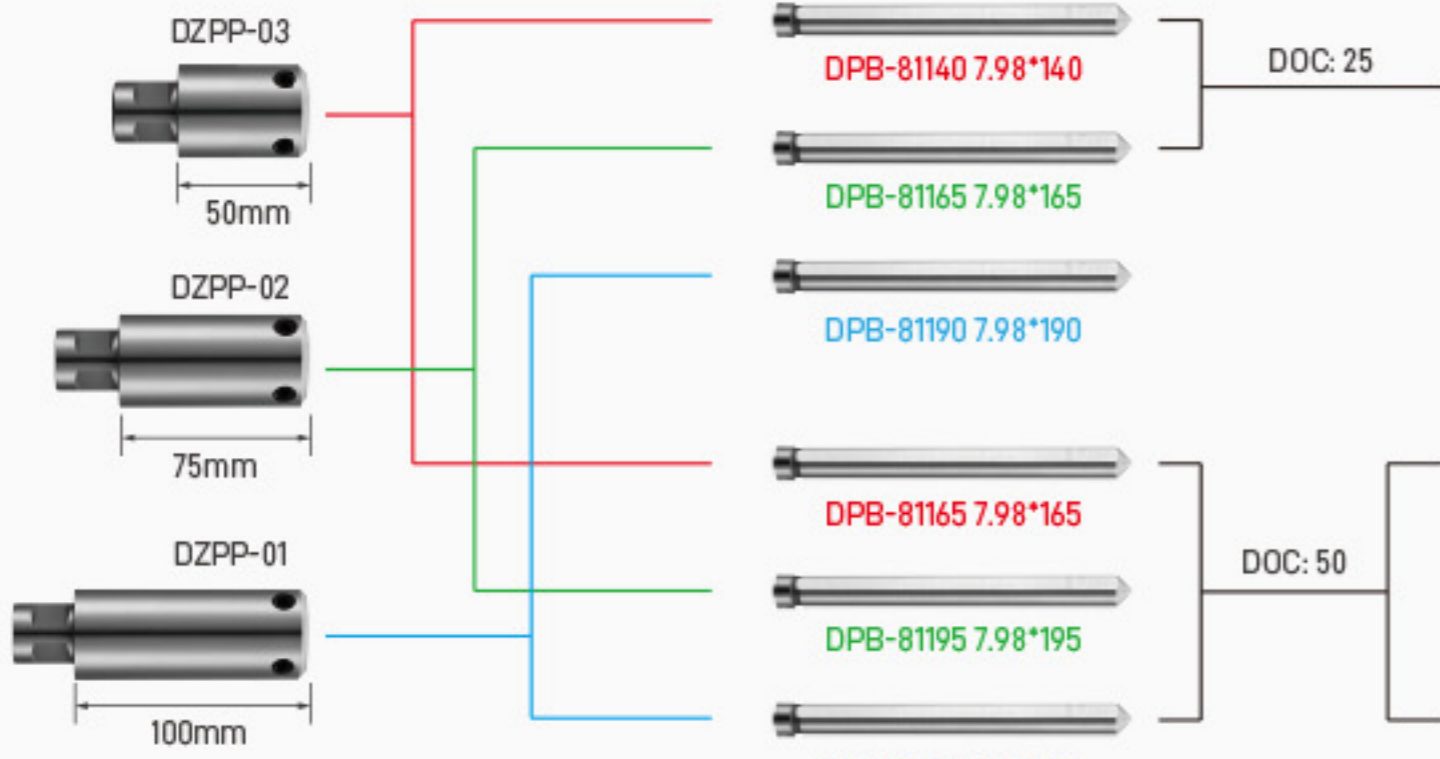 DZPP-03
50mm
DZPP-02
75mm
DZPP-01
100mm
DPB-81140 7.98*140
DPB-81165 7.98*165
DPB-81190 7.98*190
DPB-81165 7.98*165
DPB-81195 7.98*195
DOC: 25
DOC: 50